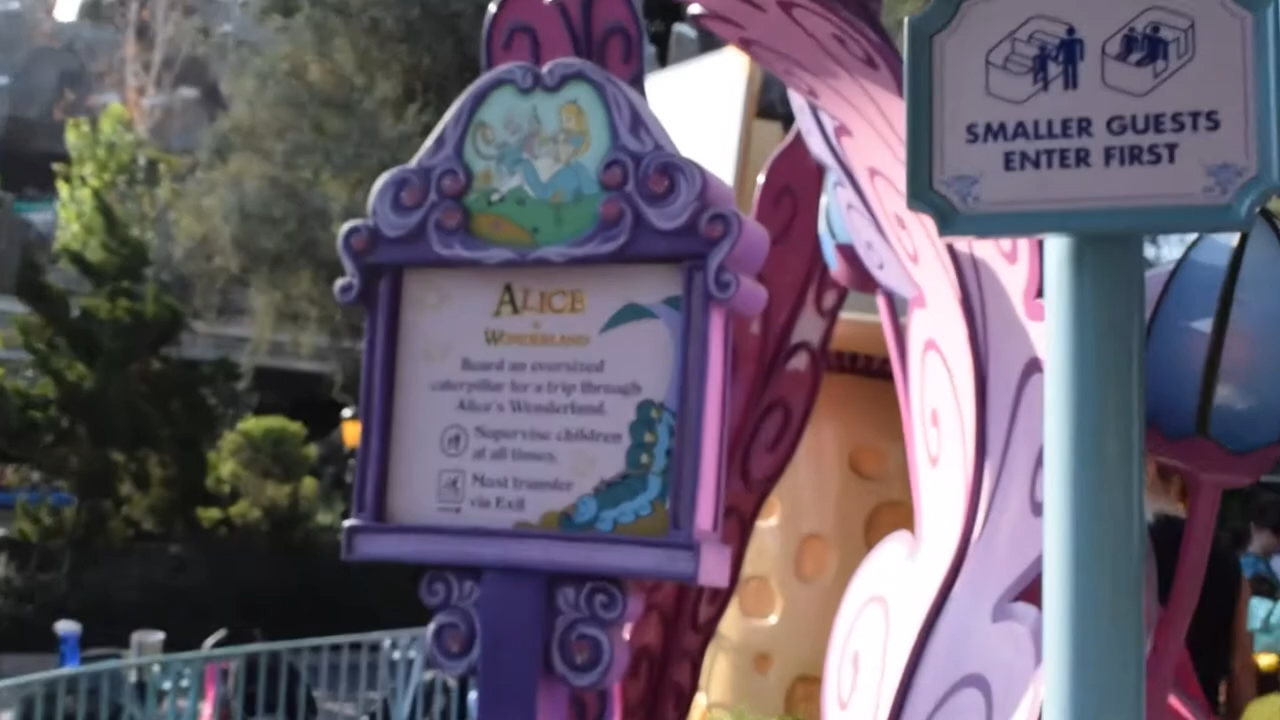 ALICE
IN
WONDERLAND
Board an oversized
caterpillar for a trip through
Alice's Wonderland.
Supervise children
at all times.
Must transfer
via Exit
SMALLER GUESTS
ENTER FIRST